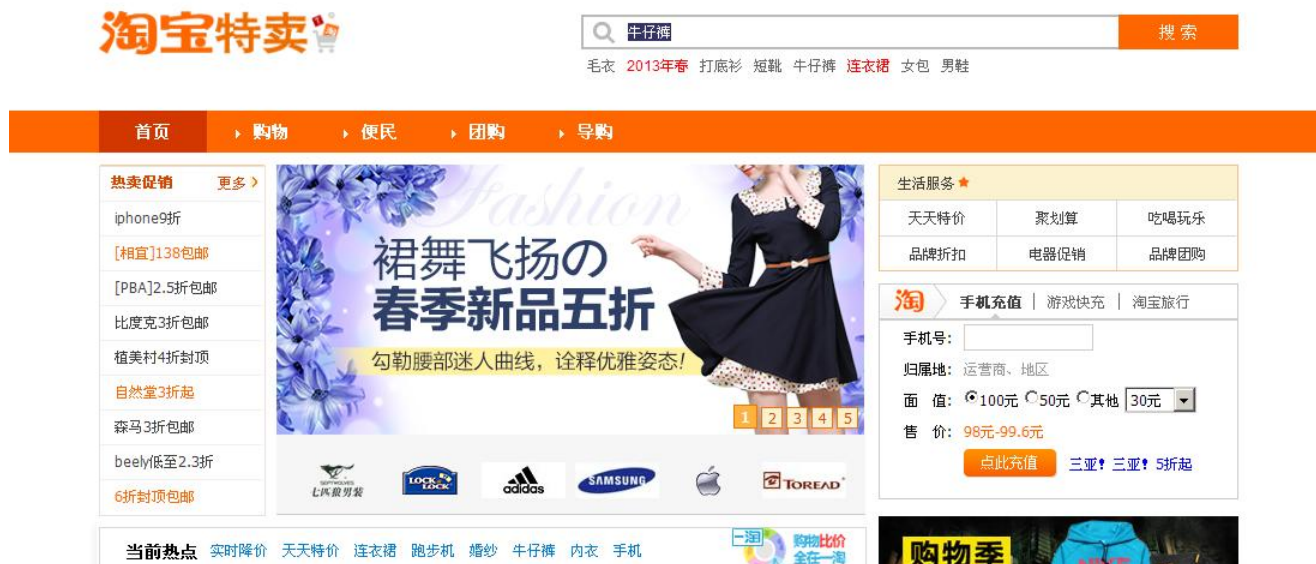 淘宝特卖
牛仔裤
搜 索
毛衣 2013年春 打底衫 短靴 牛仔裤 连衣裙 女包 男鞋
首页 购物 便民 团购 导购
热卖促销 更多
iphone9折
[相宜]138包邮
[PBA]2.5折包邮
比度克3折包邮
植美村4折封顶
自然堂3折起
森马3折包邮
beely低至2.3折
6折封顶包邮
Fashion
裙舞飞扬の
春季新品五折
勾勒腰部迷人曲线，诠释优雅姿态!
1 2 3 4 5
SEPTWOLVES
七匹狼男装
LOCK&LOCK
adidas
SAMSUNG
TOREAD
生活服务
天天特价 聚划算 吃喝玩乐
品牌折扣 电器促销 品牌团购
淘 手机充值 | 游戏快充 | 淘宝旅行
手机号:
归属地: 运营商、地区
面 值: 100元 50元 其他 30元
售 价: 98元-99.6元
点此充值 三亚! 三亚! 5折起
当前热点 实时降价 天天特价 连衣裙 跑步机 婚纱 牛仔裤 内衣 手机
一淘
购物比价
全在一淘
购物季